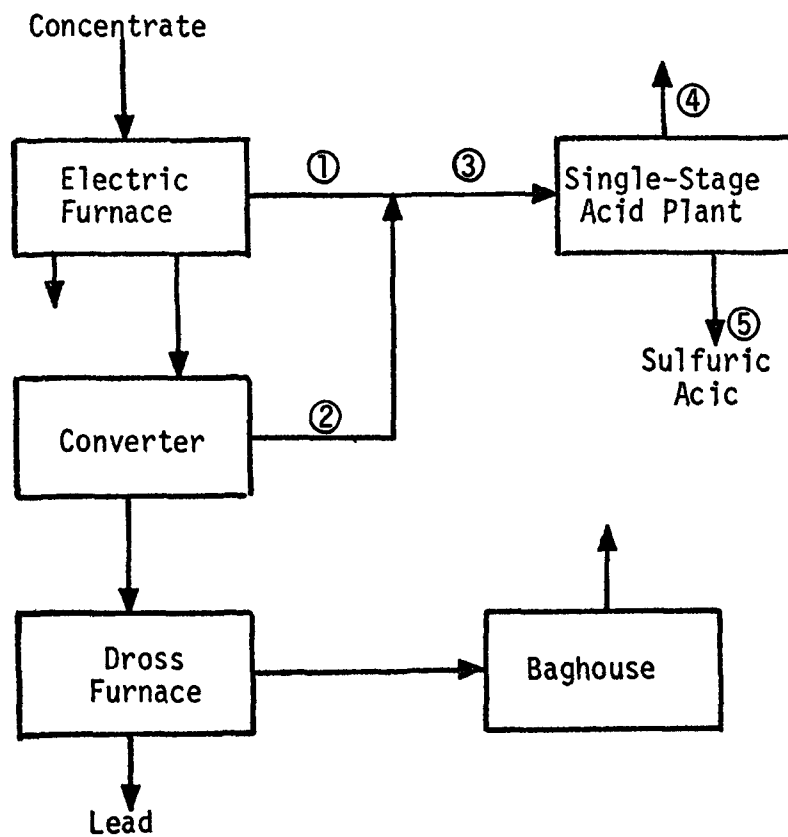 Concentrate
Electric
Furnace
①
③
④
Single-Stage
Acid Plant
⑤
Sulfuric
Acic
Converter
②
Dross
Furnace
Baghouse
Lead